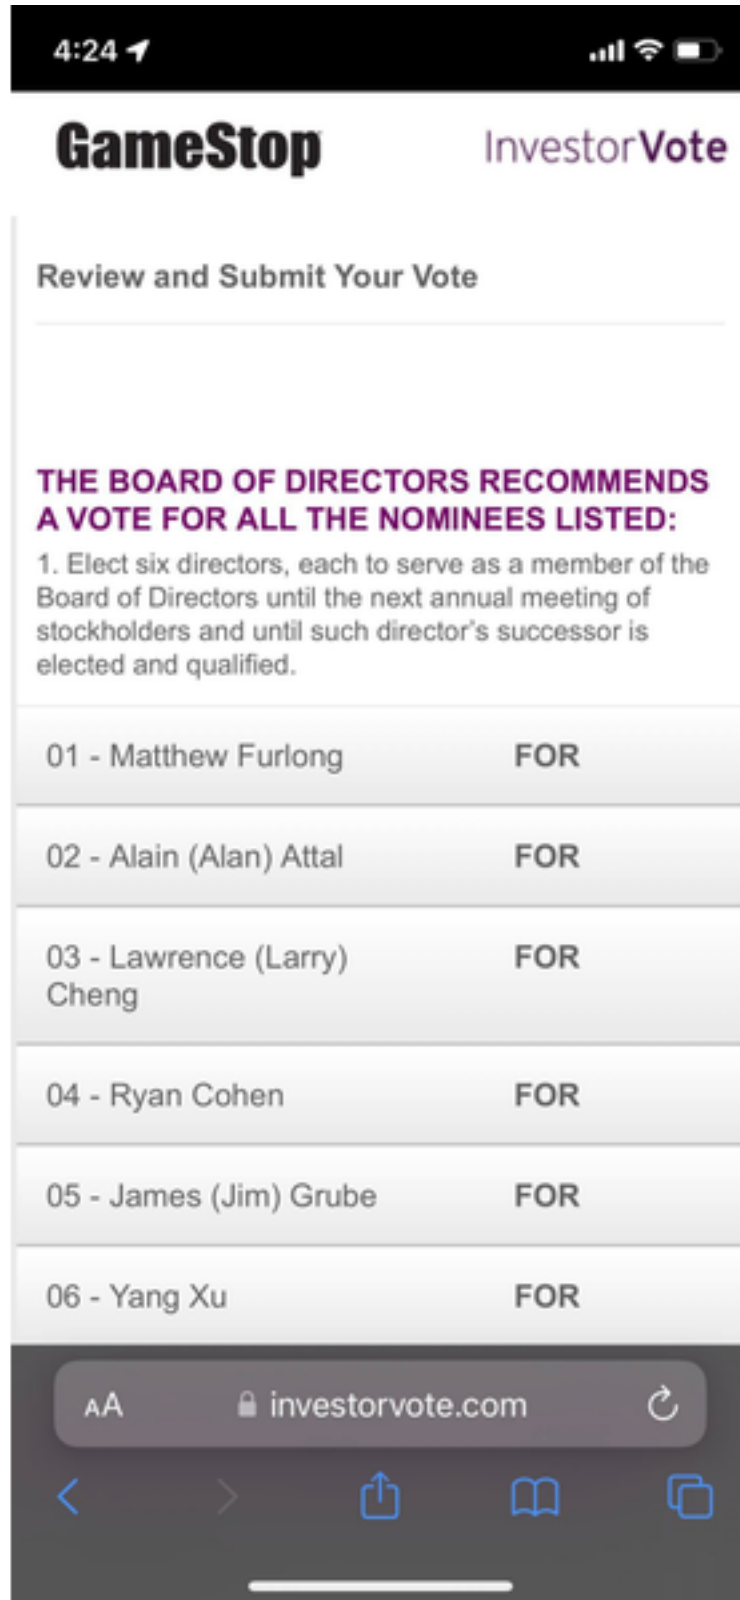 4:24
GameStop InvestorVote
Review and Submit Your Vote
THE BOARD OF DIRECTORS RECOMMENDS
A VOTE FOR ALL THE NOMINEES LISTED:
1. Elect six directors, each to serve as a member of the
Board of Directors until the next annual meeting of
stockholders and until such director's successor is
elected and qualified.
01 - Matthew Furlong FOR
02 - Alain (Alan) Attal FOR
03 - Lawrence (Larry) FOR
Cheng
04 - Ryan Cohen FOR
05 - James (Jim) Grube FOR
06 - Yang Xu FOR
AA investorvote.com